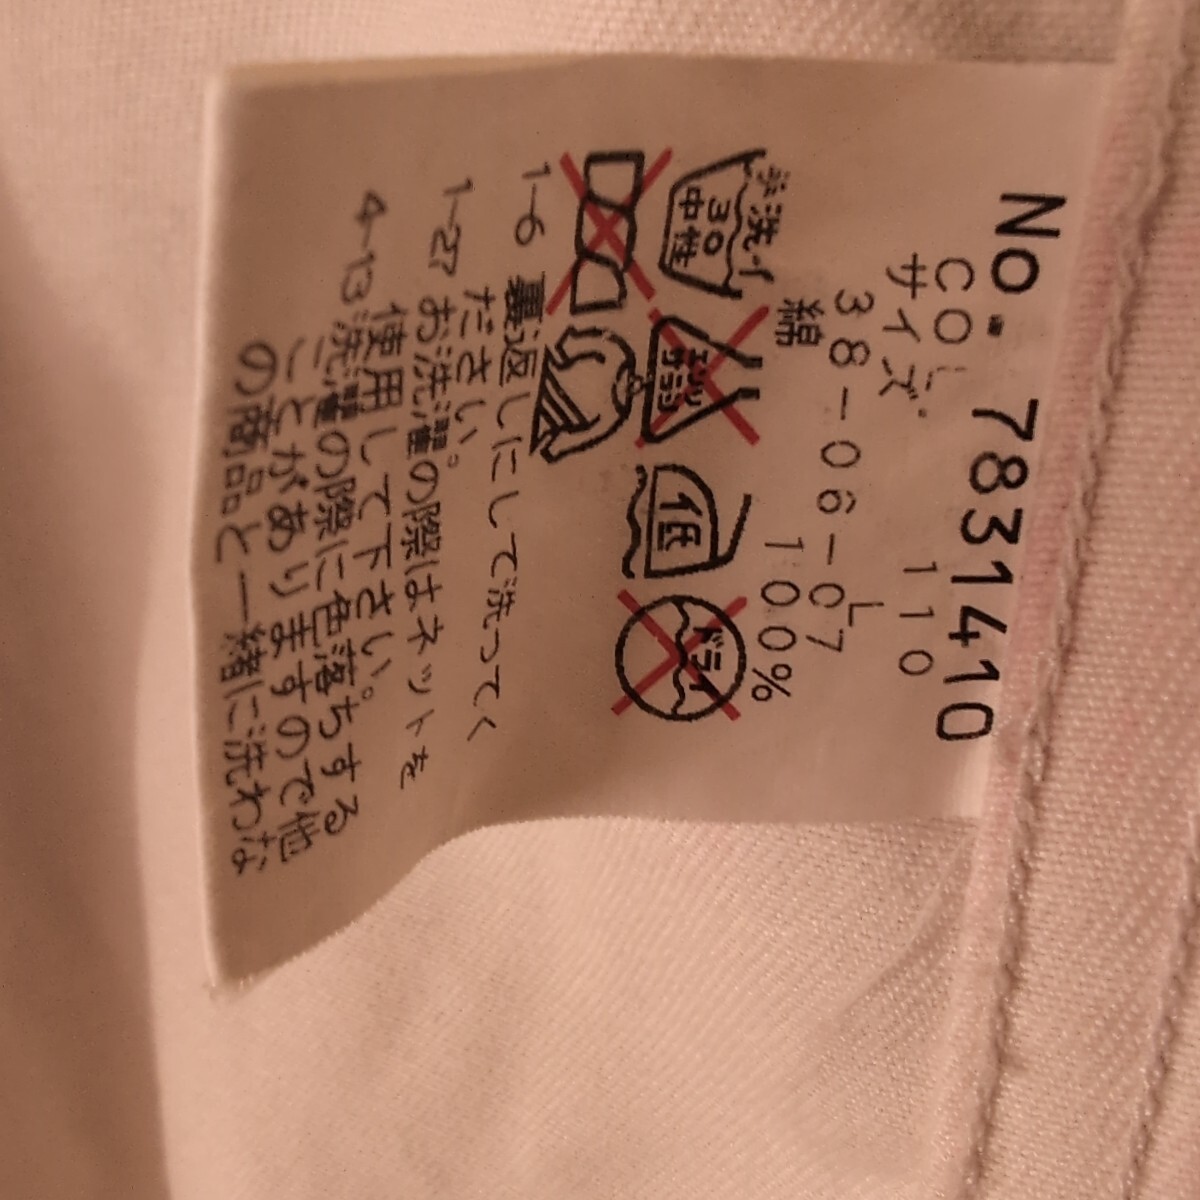 No. 7831410
COL 110
サイズ L
38-06-07
綿 100%
手洗イ 30 中性
エンソ サラシ
低
ドライ
1-6 裏返しにして洗ってく
ださい。
1-27 お洗濯の際はネットを
使用して下さい。
4-13 洗濯の際に色落ちする
ことがありますので他
の商品と一緒に洗わな